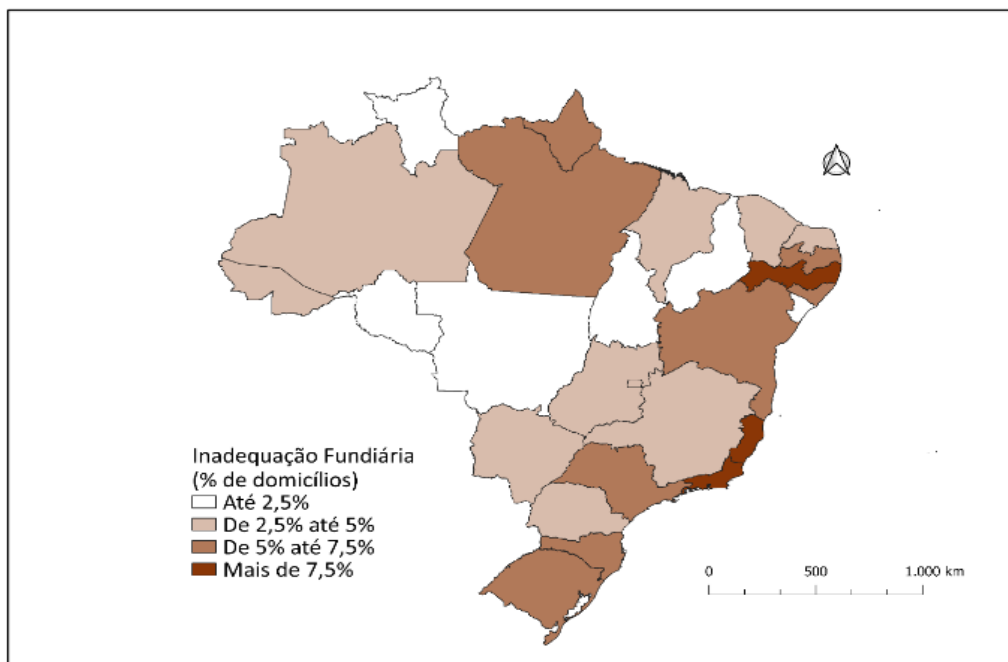 Inadequação Fundiária
(% de domicílios)
Até 2,5%
De 2,5% até 5%
De 5% até 7,5%
Mais de 7,5%
0 500 1.000 km